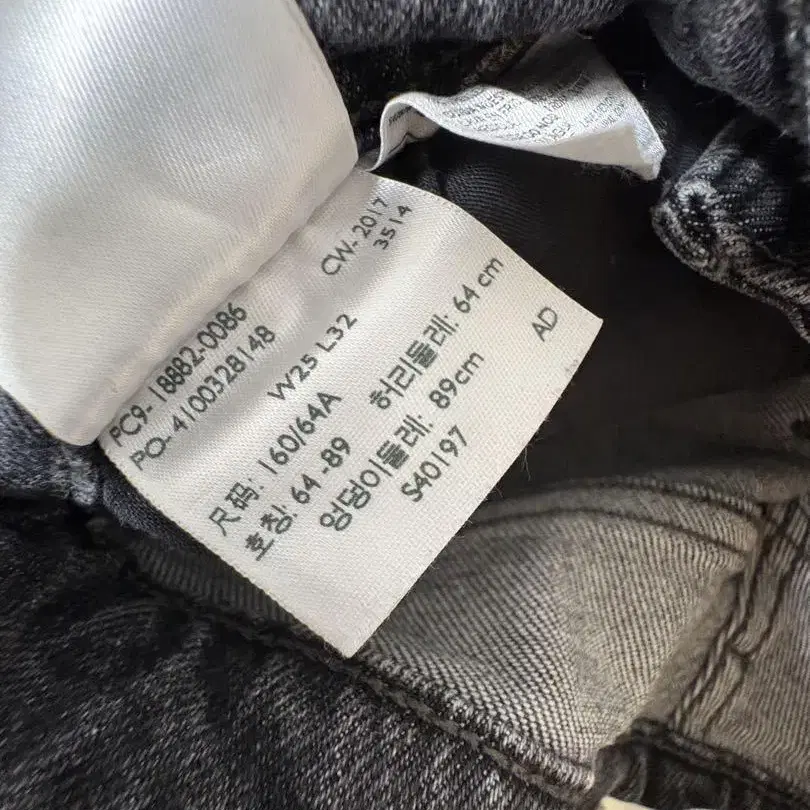 PC9-18882-0086
CW-2017
PO-4100328148
3514
W25 L32
尺码: 160/64A
호칭: 64-89
허리둘레: 64 cm
엉덩이둘레: 89cm
S40197
AD